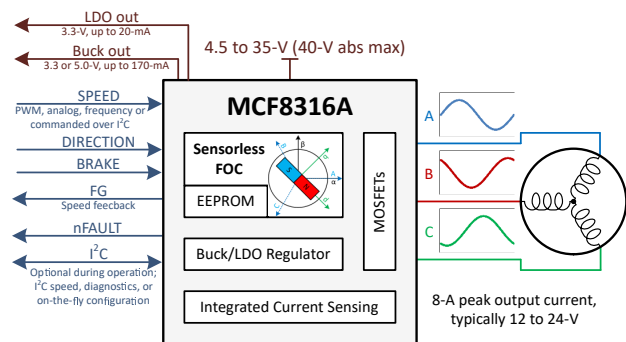 LDO out
3.3-V, up to 20-mA
Buck out
3.3 or 5.0-V, up to 170-mA
4.5 to 35-V (40-V abs max)
SPEED
PWM, analog, frequency or
commanded over I²C
DIRECTION
BRAKE
FG
Speed feecback
nFAULT
I²C
Optional during operation;
I²C speed, diagnostics, or
on-the-fly configuration
MCF8316A
Sensorless
FOC
EEPROM
β
B
d
A
α
S
N
C
q
MOSFETs
Buck/LDO Regulator
Integrated Current Sensing
A
B
C
8-A peak output current,
typically 12 to 24-V